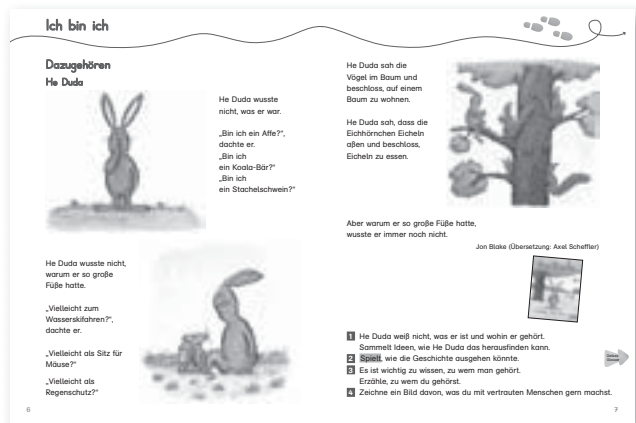 Ich bin ich
Dazugehören
He Duda
He Duda wusste
nicht, was er war.
„Bin ich ein Affe?“,
dachte er.
„Bin ich
ein Koala-Bär?“
„Bin ich
ein Stachelschwein?“
He Duda wusste nicht,
warum er so große
Füße hatte.
„Vielleicht zum
Wasserskifahren?“,
dachte er.
„Vielleicht als Sitz für
Mäuse?“
„Vielleicht als
Regenschutz?“
6
He Duda sah die
Vögel im Baum und
beschloss, auf einem
Baum zu wohnen.
He Duda sah, dass die
Eichhörnchen Eicheln
aßen und beschloss,
Eicheln zu essen.
Aber warum er so große Füße hatte,
wusste er immer noch nicht.
Jon Blake (Übersetzung: Axel Scheffler)
1 He Duda weiß nicht, was er ist und wohin er gehört.
Sammelt Ideen, wie He Duda das herausfinden kann.
2 Spielt, wie die Geschichte ausgehen könnte.
3 Es ist wichtig zu wissen, zu wem man gehört.
Erzähle, zu wem du gehörst.
4 Zeichne ein Bild davon, was du mit vertrauten Menschen gern machst.
7